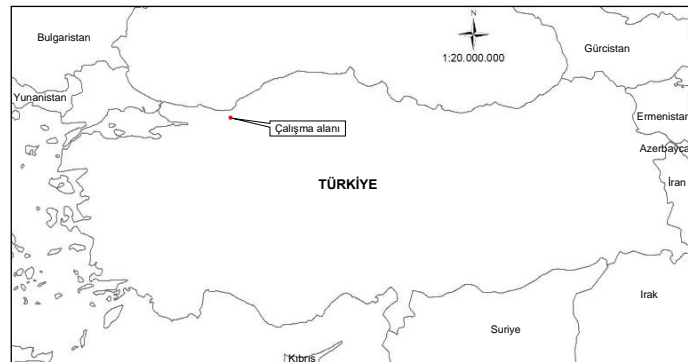 N
Bulgaristan
Gürcistan
1:20.000.000
Yunanistan
Ermenistan
Çalışma alanı
Azerbayca
TÜRKİYE
İran
Irak
Suriye
Kıbrıs